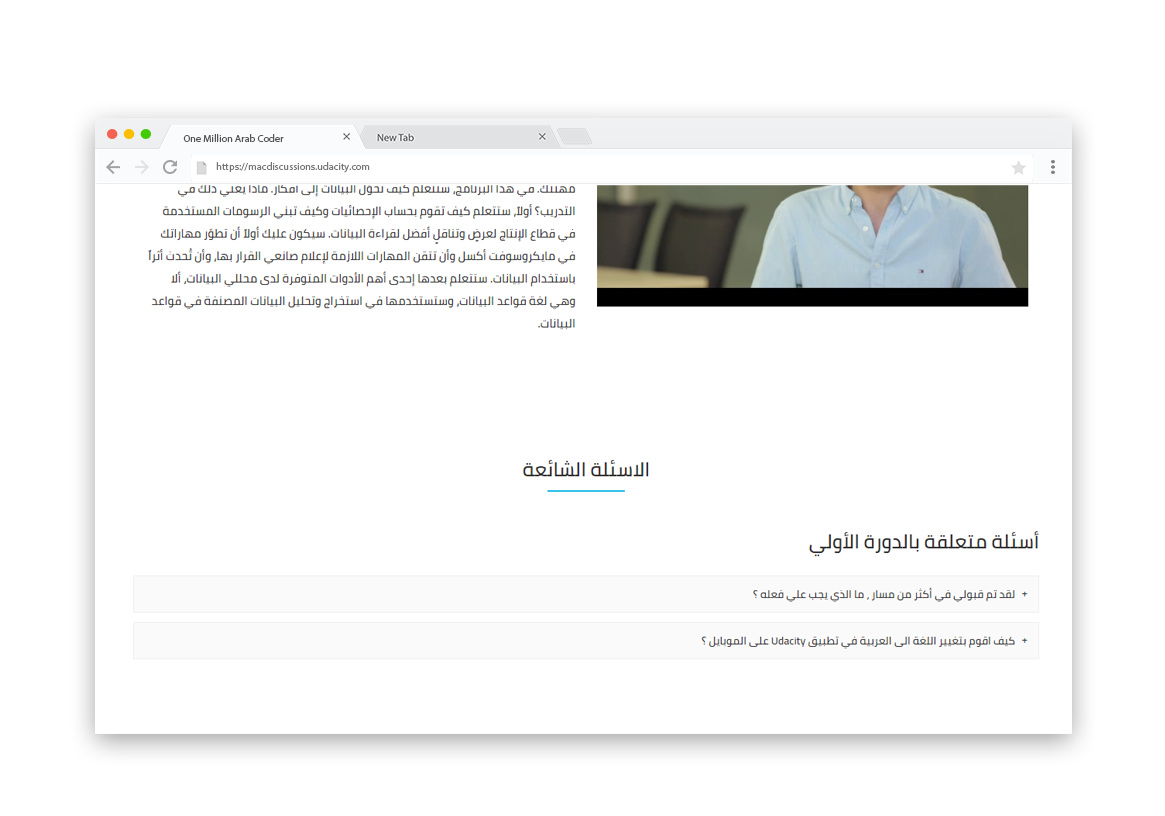 One Million Arab Coder
New Tab
https://macdiscussions.udacity.com
مهنتك. في هذا البرنامج، ستتعلم كيف تحول البيانات إلى أفكار. ماذا يعني ذلك في
التدريب؟ أولاً، ستتعلم كيف تقوم بحساب الإحصائيات وكيف تبني الرسومات المستخدمة
في قطاع الإنتاج لعرضٍ وتناقلٍ أفضل لقراءة البيانات. سيكون عليك أولاً أن تطوّر مهاراتك
في مايكروسوفت أكسل وأن تتقن المهارات اللازمة لإعلام صانعي القرار بها، وأن تُحدث أثراً
باستخدام البيانات. ستتعلم بعدها إحدى أهم الأدوات المتوفرة لدى محللي البيانات، ألا
وهي لغة قواعد البيانات، وستستخدمها في استخراج وتحليل البيانات المصنفة في قواعد
البيانات.
الاسئلة الشائعة
أسئلة متعلقة بالدورة الأولي
+ لقد تم قبولي في أكثر من مسار , ما الذي يجب علي فعله ؟
+ كيف اقوم بتغيير اللغة الى العربية في تطبيق Udacity على الموبايل ؟